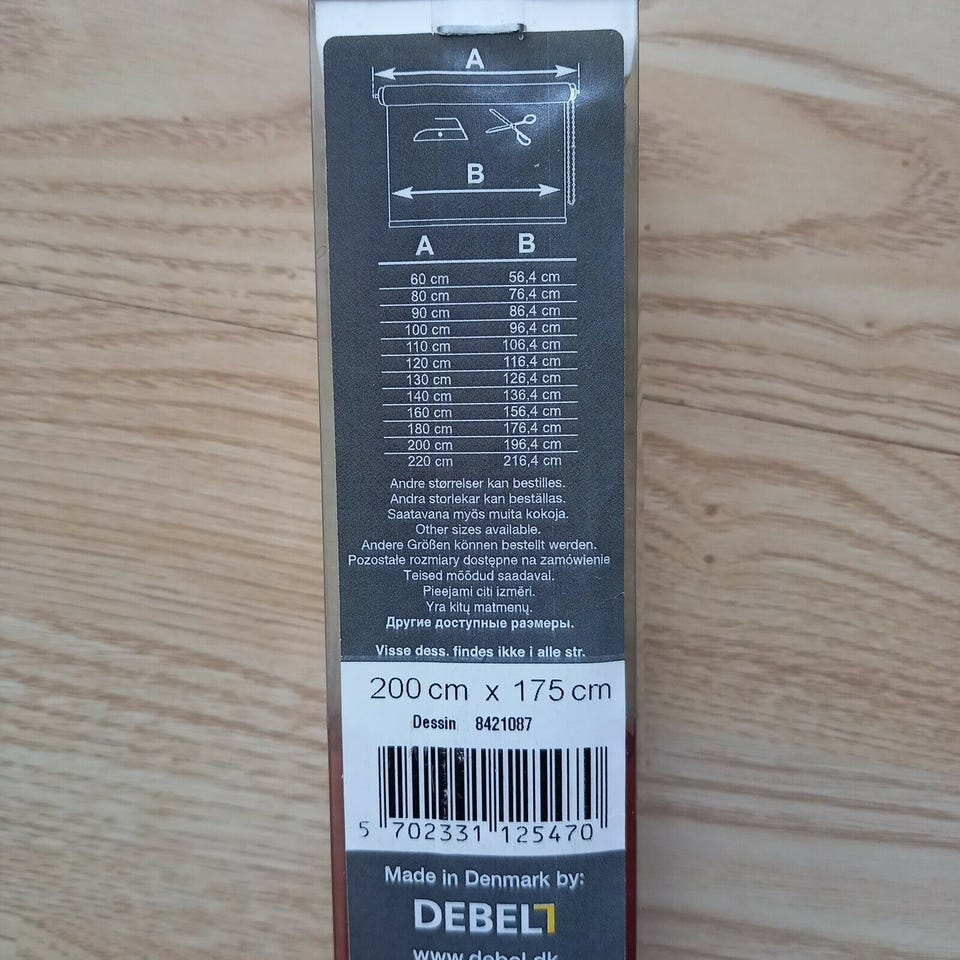 A
B
A B
60 cm 56,4 cm
80 cm 76,4 cm
90 cm 86,4 cm
100 cm 96,4 cm
110 cm 106,4 cm
120 cm 116,4 cm
130 cm 126,4 cm
140 cm 136,4 cm
160 cm 156,4 cm
180 cm 176,4 cm
200 cm 196,4 cm
220 cm 216,4 cm
Andre størrelser kan bestilles.
Andra storlekar kan beställas.
Saatavana myös muita kokoja.
Other sizes available.
Andere Größen können bestellt werden.
Pozostałe rozmiary dostępne na zamówienie
Teised mõõdud saadaval.
Pieejami citi izmēri.
Yra kitų matmenų.
Другие доступные размеры.
Visse dess. findes ikke i alle str.
200 cm x 175 cm
Dessin 8421087
5 702331 125470
Made in Denmark by:
DEBEL
www.debel.dk